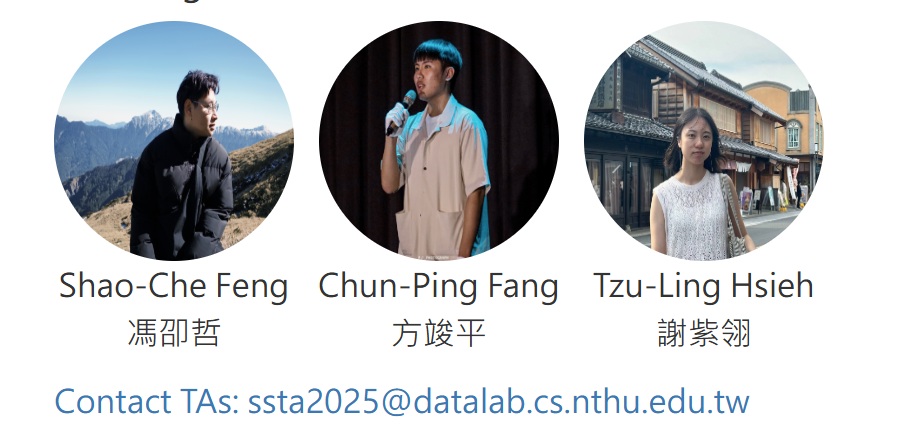 Shao-Che Feng
Chun-Ping Fang
Tzu-Ling Hsieh
馮卲哲
方竣平
謝紫翎
Contact TAs: ssta2025@datalab.cs.nthu.edu.tw